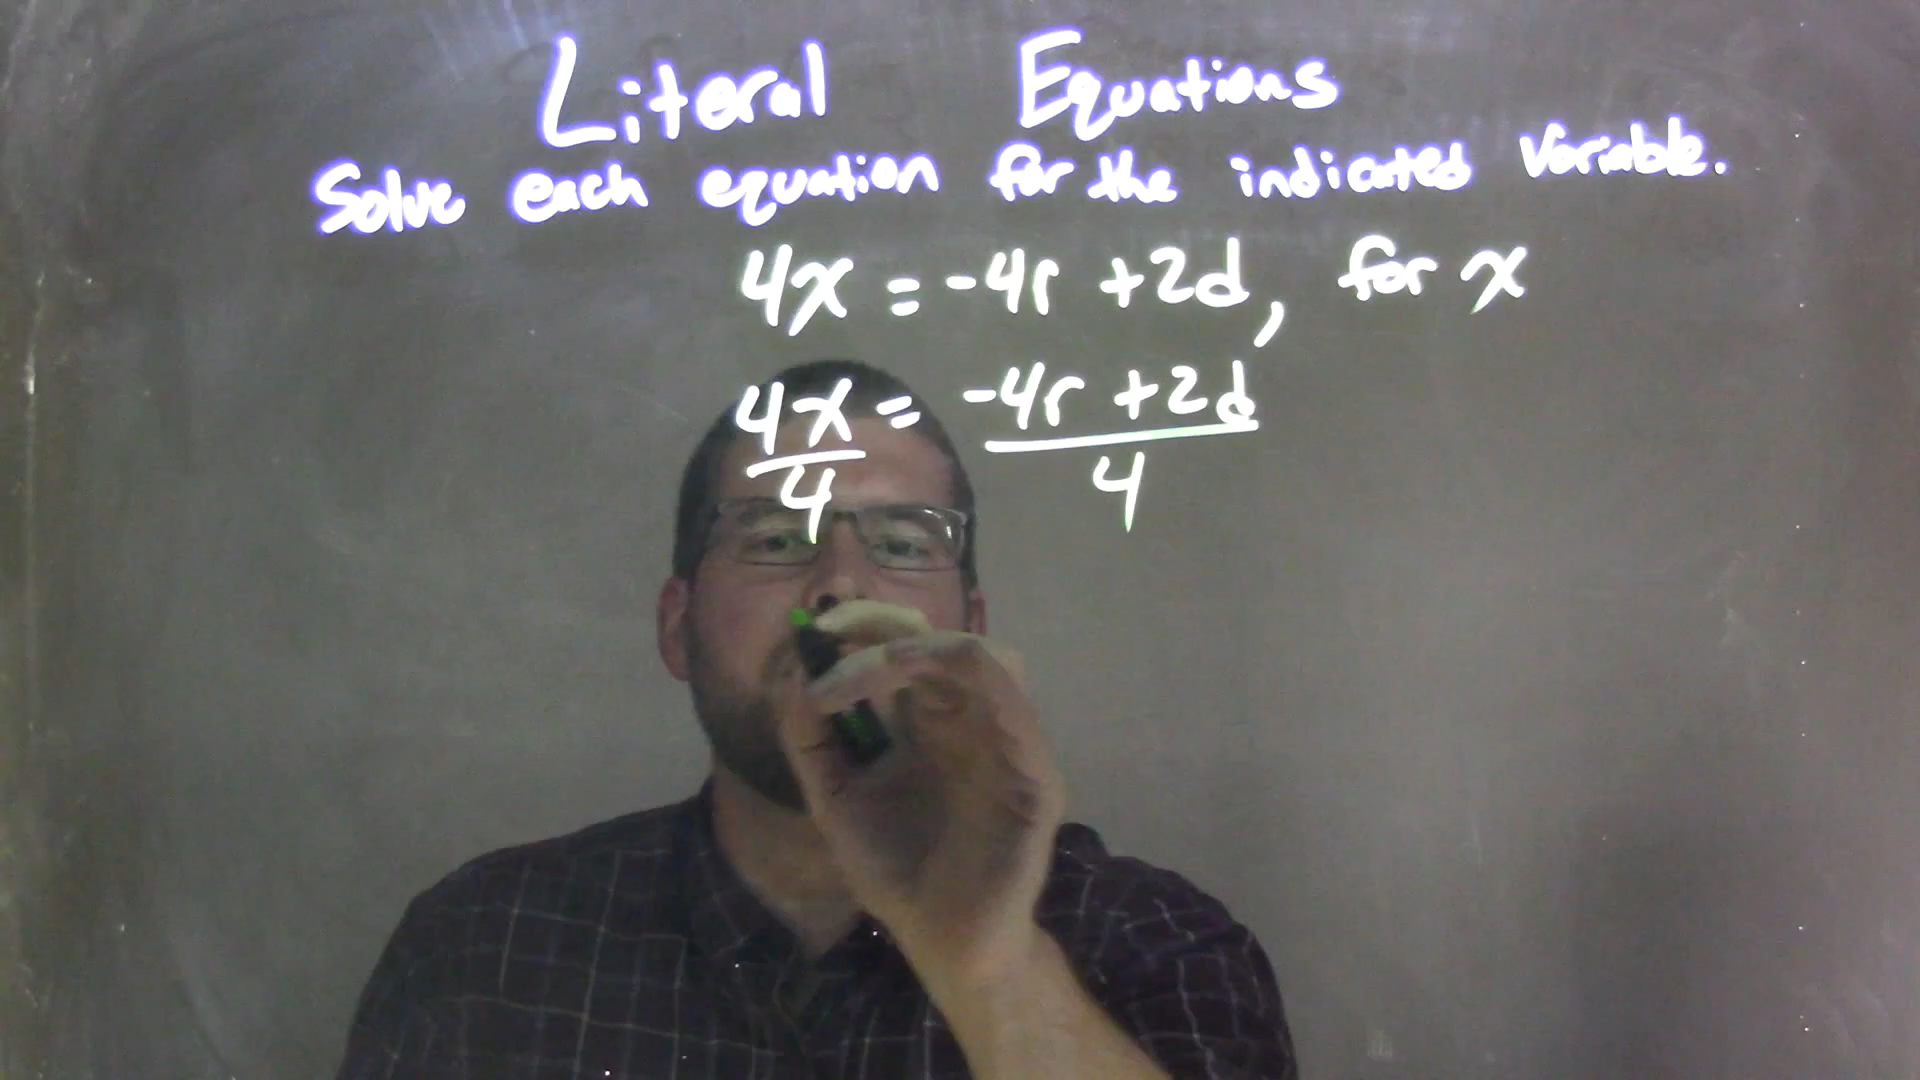 Literal Equations
Solve each equation for the indicated variable.
4x = -4r + 2d, for x
4x = -4r + 2d
4 4